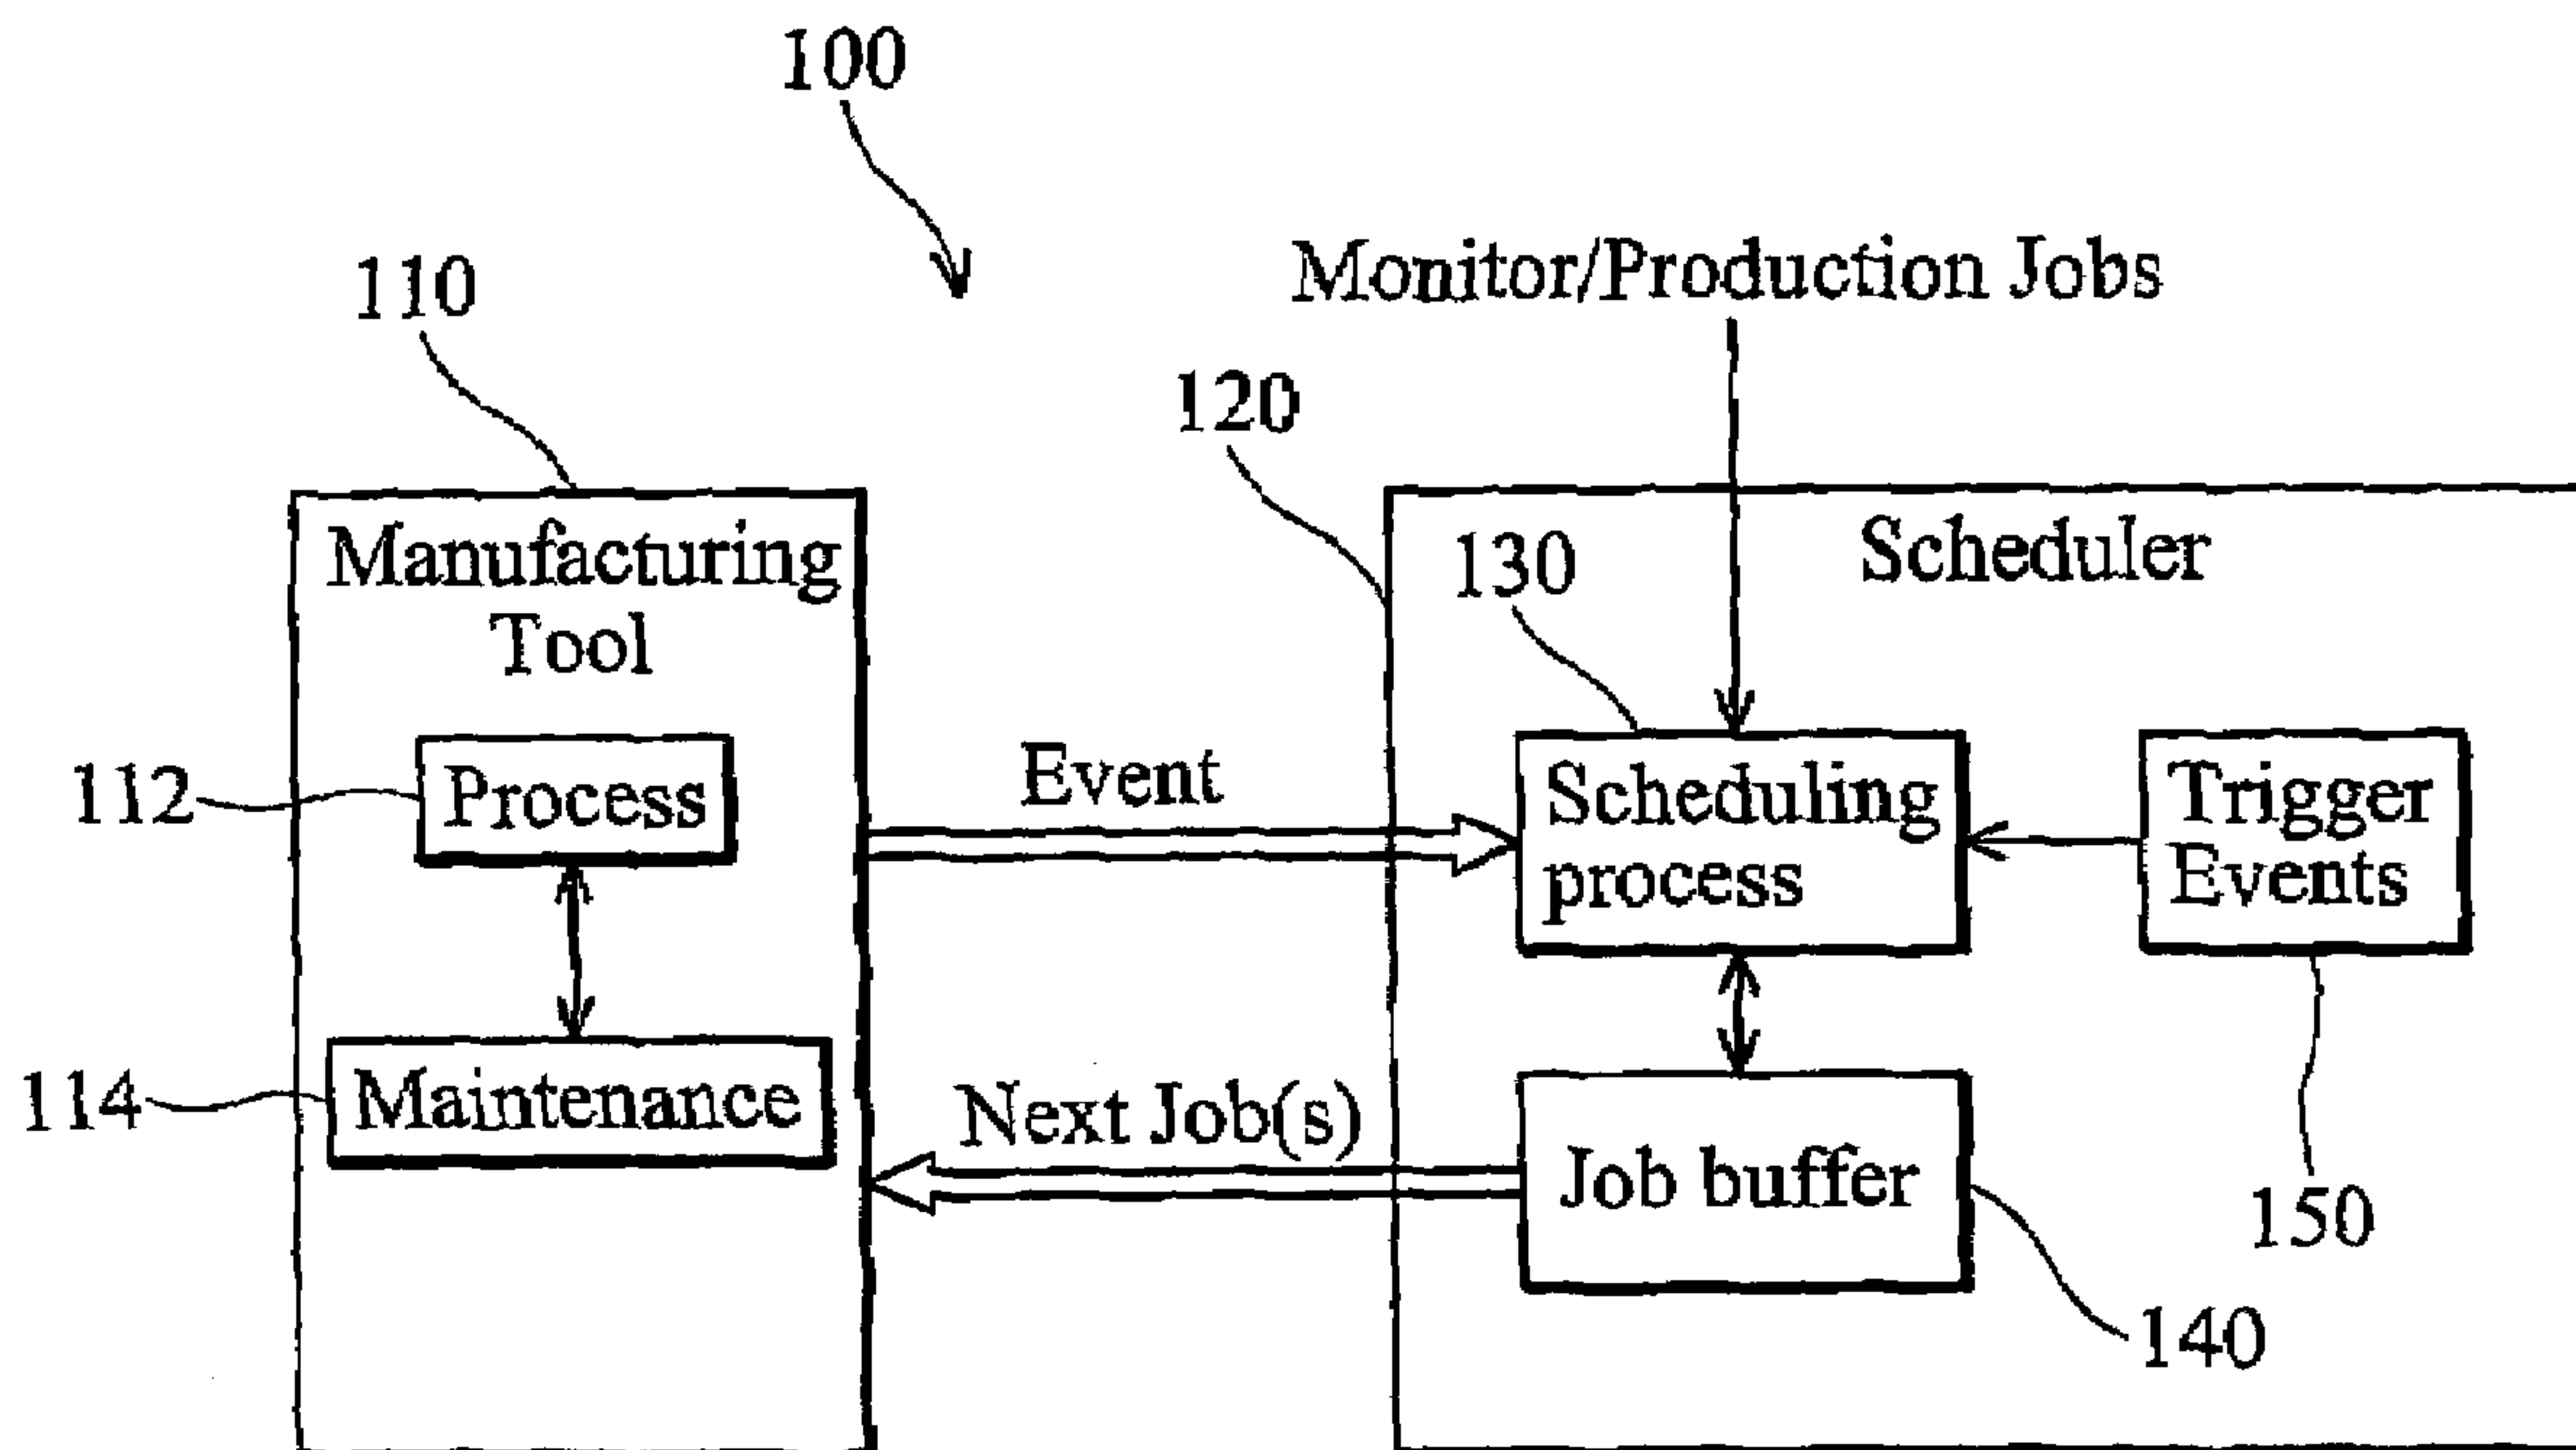 100
110
Monitor/Production Jobs
120
Manufacturing
Tool
Scheduler
130
112
Process
Event
Scheduling
process
Trigger
Events
114
Maintenance
Next Job(s)
Job buffer
150
140